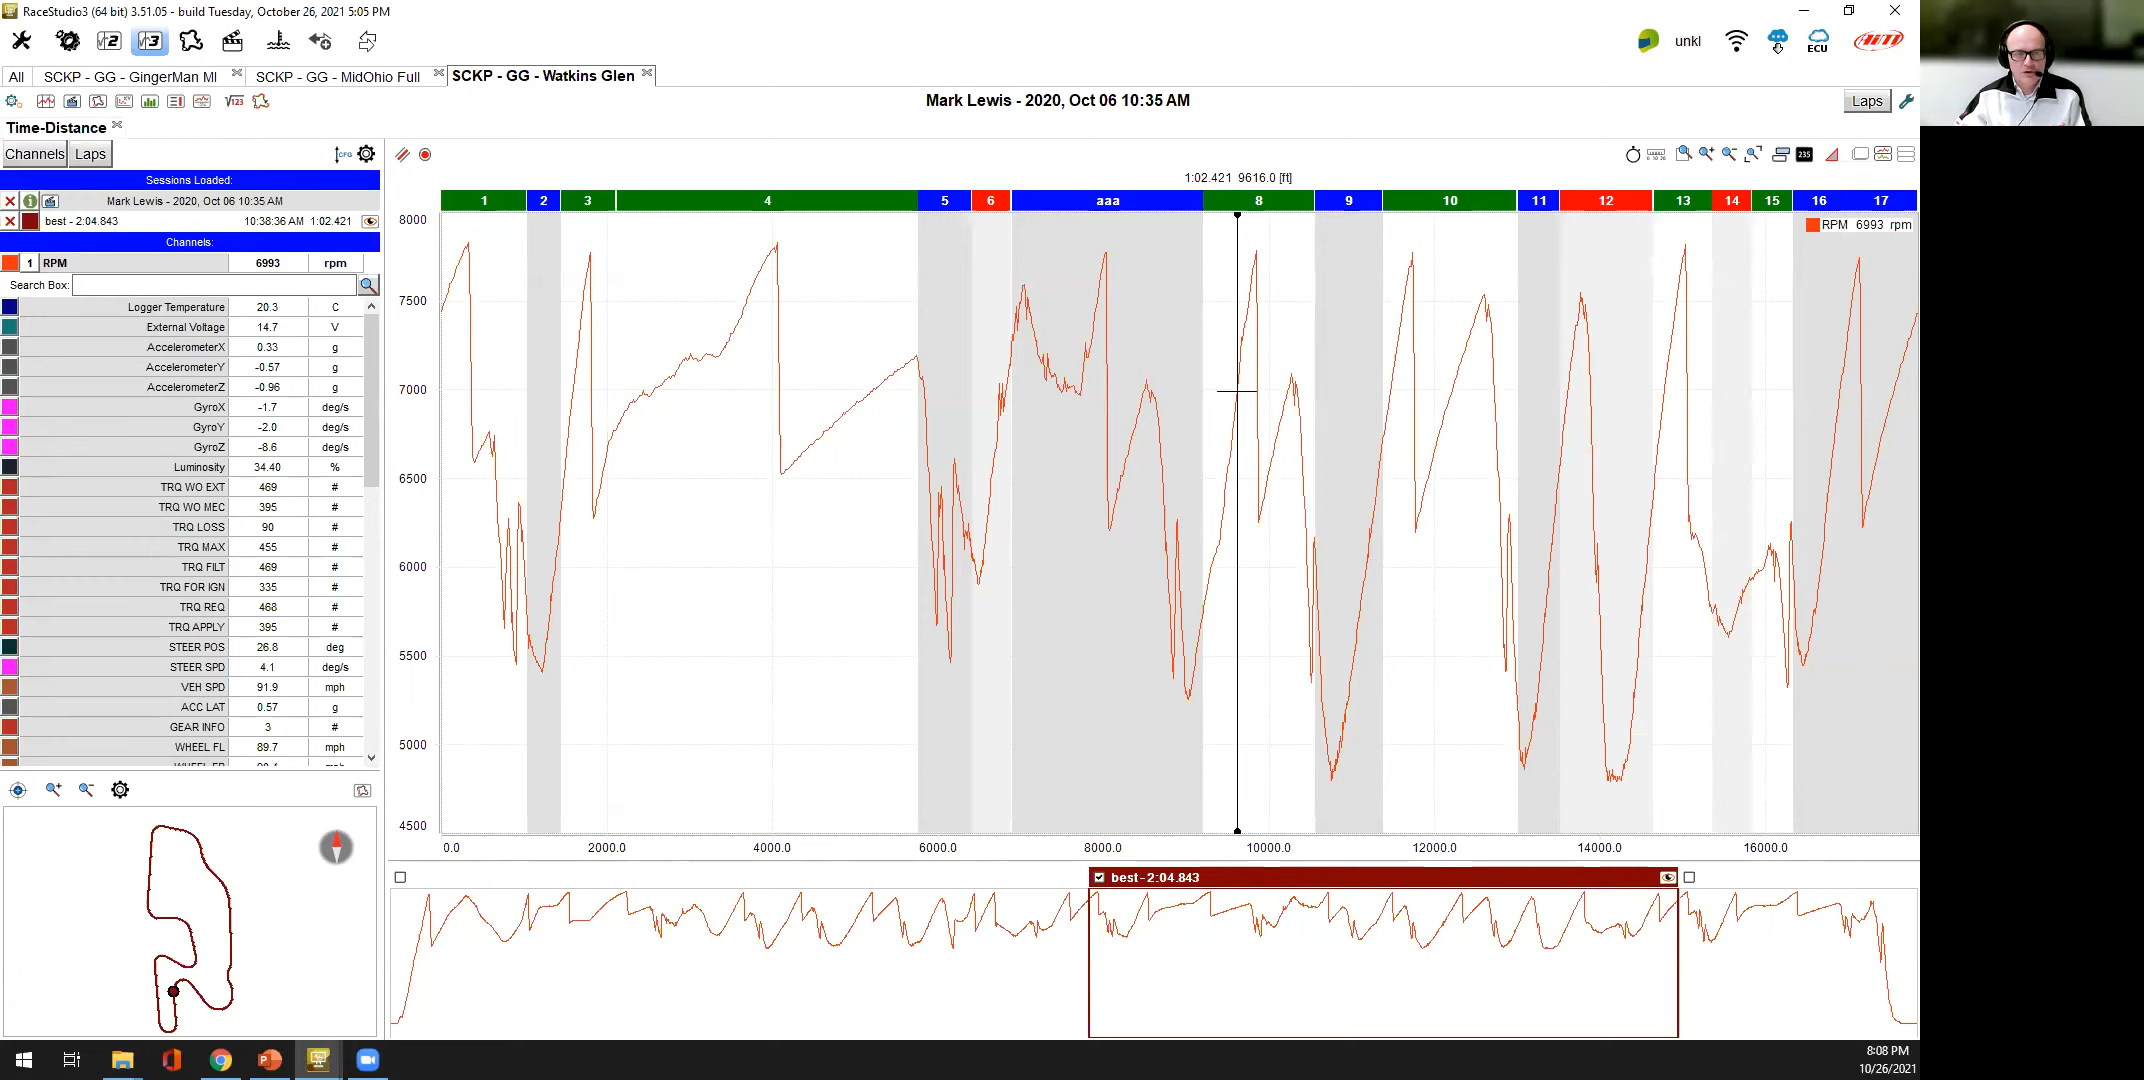 RaceStudio3 (64 bit) 3.51.05 - build Tuesday, October 26, 2021 5:05 PM
unkl
ECU
AiM
All
SCKP - GG - GingerMan MI
SCKP - GG - MidOhio Full
SCKP - GG - Watkins Glen
√123
Mark Lewis - 2020, Oct 06 10:35 AM
Laps
Time-Distance
Channels
Laps
CFG
235
Sessions Loaded:
Mark Lewis - 2020, Oct 06 10:35 AM
best - 2:04.843 10:38:36 AM 1:02.421
Channels:
1 RPM 6993 rpm
Search Box:
Logger Temperature 20.3 C
External Voltage 14.7 V
AccelerometerX 0.33 g
AccelerometerY -0.57 g
AccelerometerZ -0.96 g
GyroX -1.7 deg/s
GyroY -2.0 deg/s
GyroZ -8.6 deg/s
Luminosity 34.40 %
TRQ WO EXT 469 #
TRQ WO MEC 395 #
TRQ LOSS 90 #
TRQ MAX 455 #
TRQ FILT 469 #
TRQ FOR IGN 335 #
TRQ REQ 468 #
TRQ APPLY 395 #
STEER POS 26.8 deg
STEER SPD 4.1 deg/s
VEH SPD 91.9 mph
ACC LAT 0.57 g
GEAR INFO 3 #
WHEEL FL 89.7 mph
1:02.421 9616.0 [ft]
1 2 3 4 5 6 aaa 8 9 10 11 12 13 14 15 16 17
RPM 6993 rpm
8000
7500
7000
6500
6000
5500
5000
4500
0.0 2000.0 4000.0 6000.0 8000.0 10000.0 12000.0 14000.0 16000.0
best - 2:04.843
8:08 PM
10/26/2021